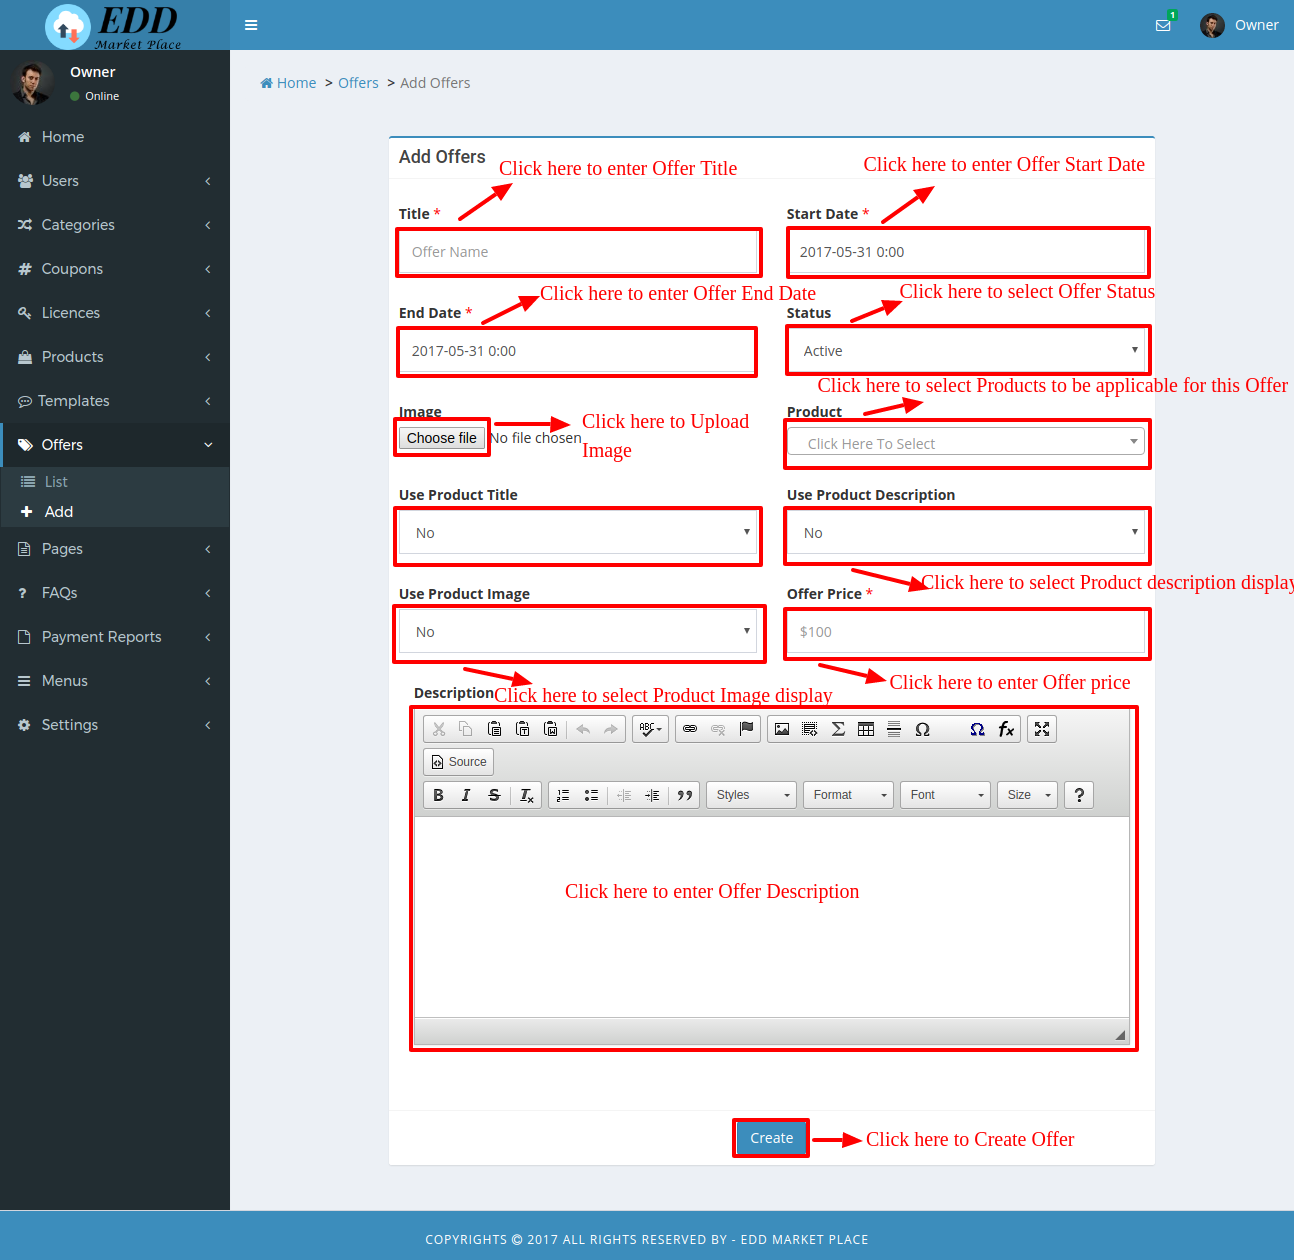 EDD
Market Place
1
Owner
Owner
Online
Home
Users
Categories
Coupons
Licences
Products
Templates
Offers
List
Add
Pages
FAQs
Payment Reports
Menus
Settings
Home > Offers > Add Offers
Add Offers
Click here to enter Offer Title
Click here to enter Offer Start Date
Title *
Start Date *
Offer Name
2017-05-31 0:00
Click here to enter Offer End Date
Click here to select Offer Status
End Date *
Status
2017-05-31 0:00
Active
Click here to select Products to be applicable for this Offer
Image
Product
Choose file No file chosen
Click here to Upload
Image
Click Here To Select
Use Product Title
Use Product Description
No
No
Click here to select Product description display
Use Product Image
Offer Price *
No
$100
Click here to enter Offer price
Description
Click here to select Product Image display
ABC
Source
B I S Tx
Styles Format Font Size ?
Click here to enter Offer Description
Create
Click here to Create Offer
COPYRIGHTS © 2017 ALL RIGHTS RESERVED BY - EDD MARKET PLACE